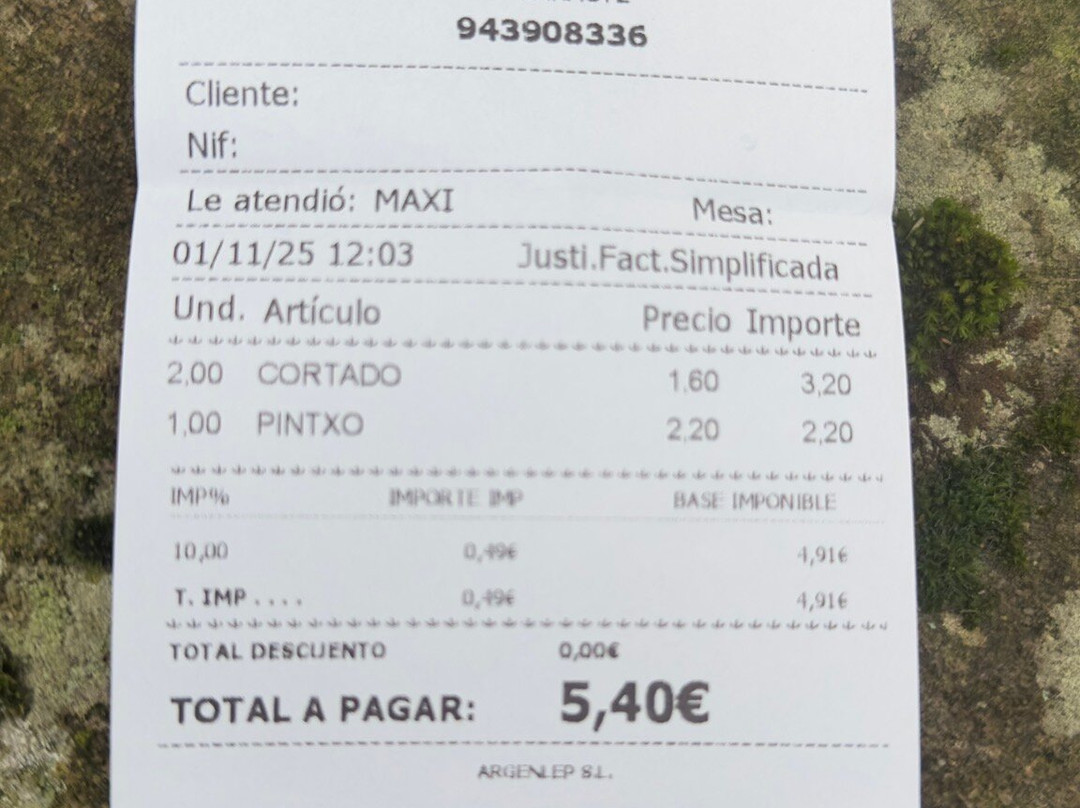 943908336
Cliente:
Nif:
Le atendió: MAXI Mesa:
01/11/25 12:03 Justi.Fact.Simplificada
Und. Artículo Precio Importe
2,00 CORTADO 1,60 3,20
1,00 PINTXO 2,20 2,20
IMP% IMPORTE IMP BASE IMPONIBLE
10,00 0,49€ 4,91€
T. IMP.... 0,49€ 4,91€
TOTAL DESCUENTO 0,00€
TOTAL A PAGAR: 5,40€
ARGENLEP S.L.